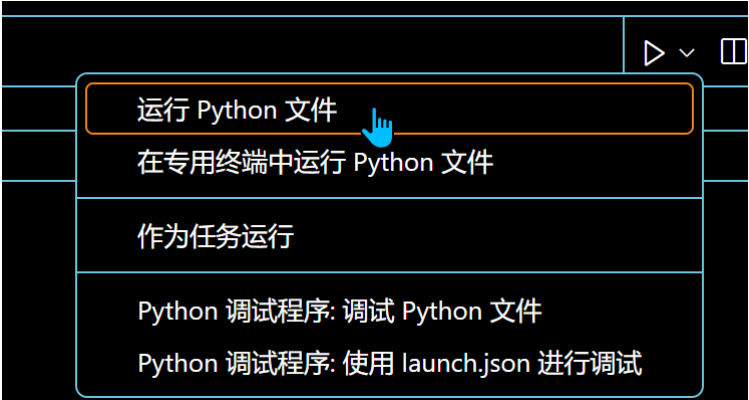 运行 Python 文件
在专用终端中运行 Python 文件
作为任务运行
Python 调试程序: 调试 Python 文件
Python 调试程序: 使用 launch.json 进行调试